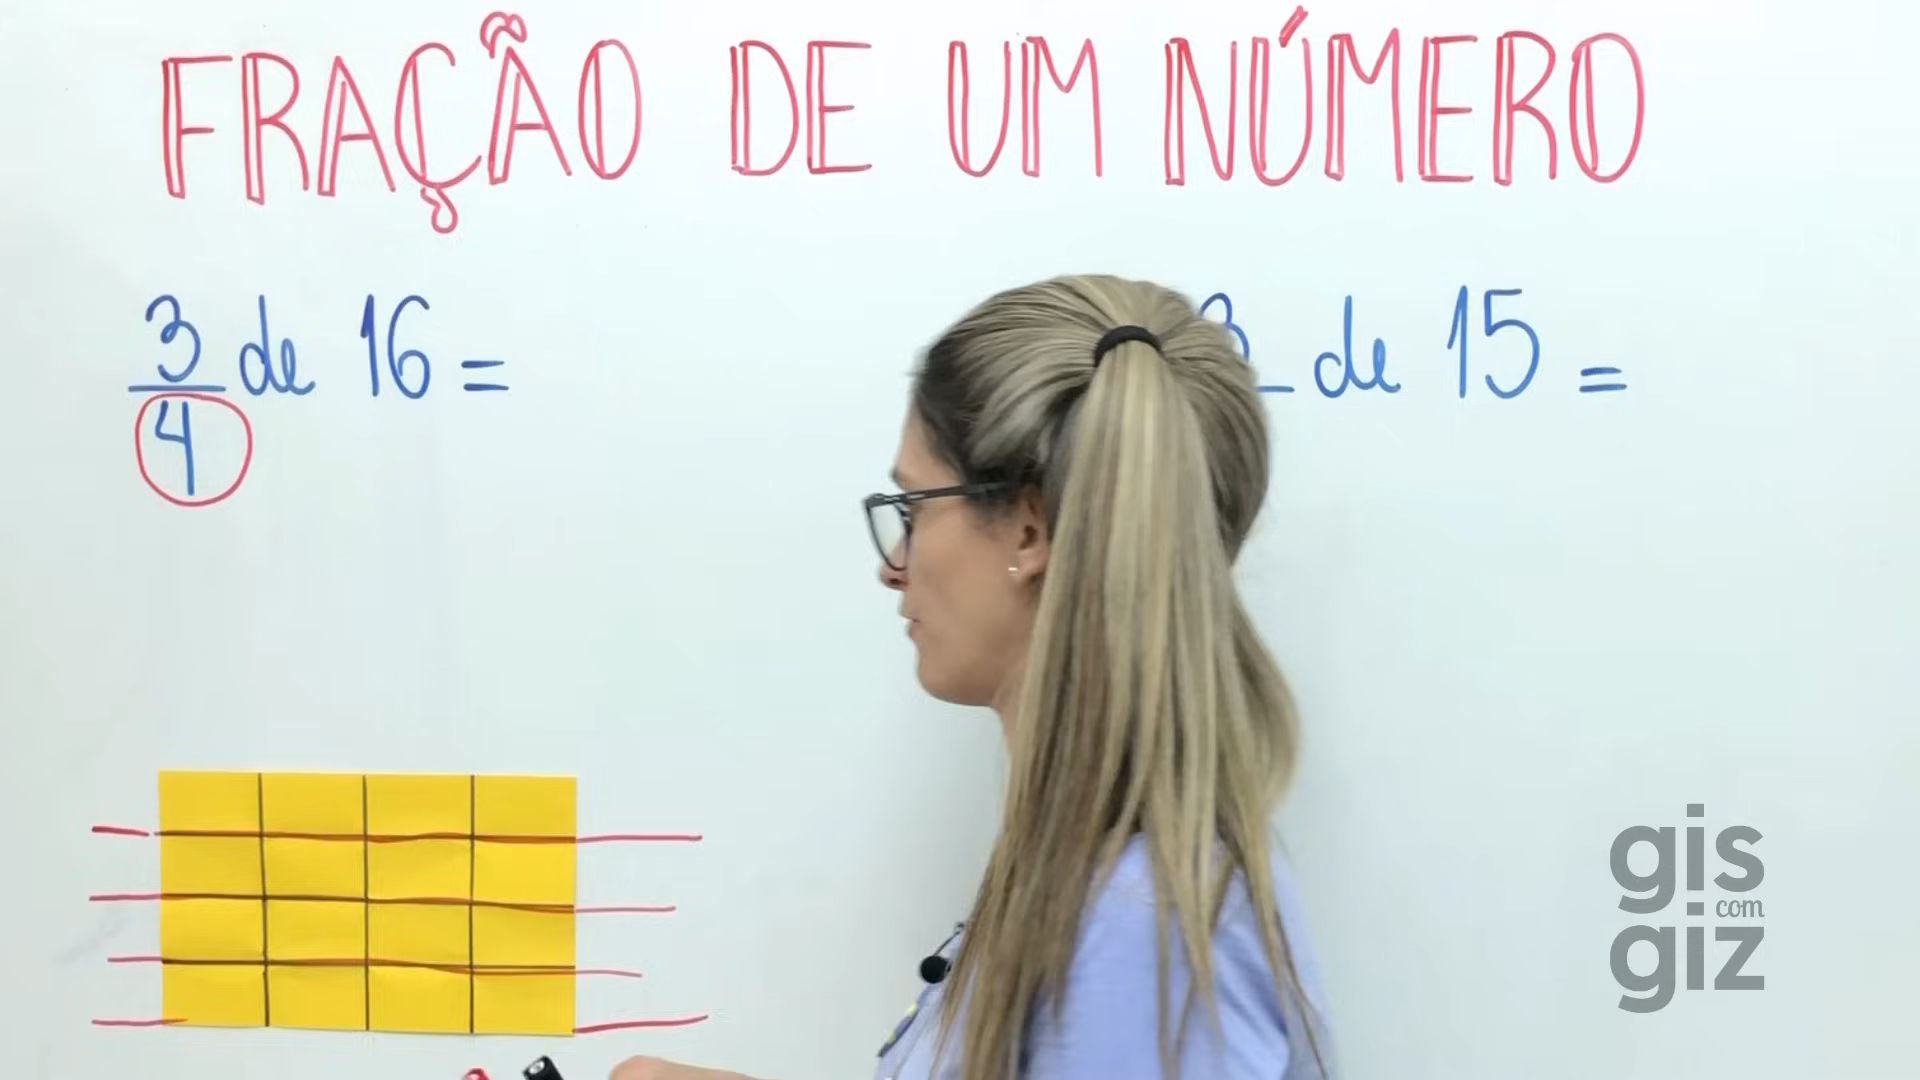 FRAÇÃO DE UM NÚMERO
3/4 de 16 =
de 15 =
gis
com
giz